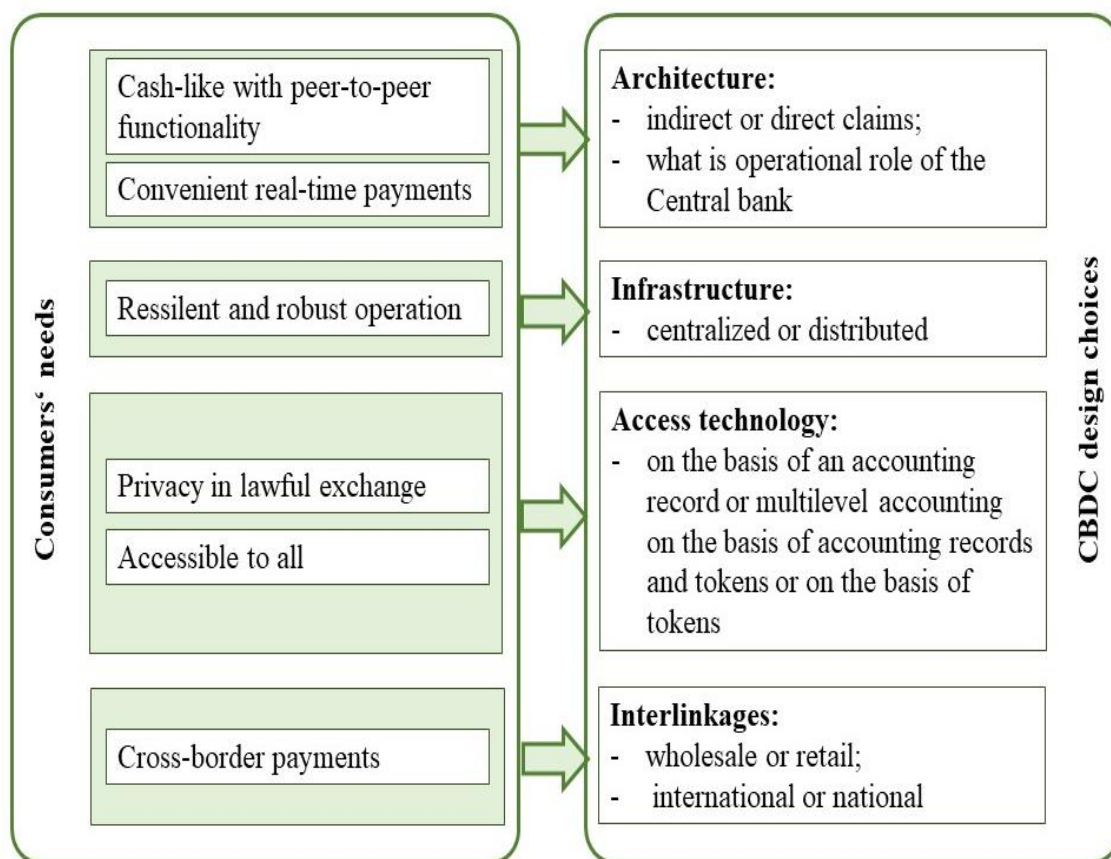 Consumers‘ needs
Cash-like with peer-to-peer
functionality
Convenient real-time payments
Ressilent and robust operation
Privacy in lawful exchange
Accessible to all
Cross-border payments
Architecture:
- indirect or direct claims;
- what is operational role of the
Central bank
Infrastructure:
- centralized or distributed
Access technology:
- on the basis of an accounting
record or multilevel accounting
on the basis of accounting records
and tokens or on the basis of
tokens
Interlinkages:
- wholesale or retail;
- international or national
CBDC design choices